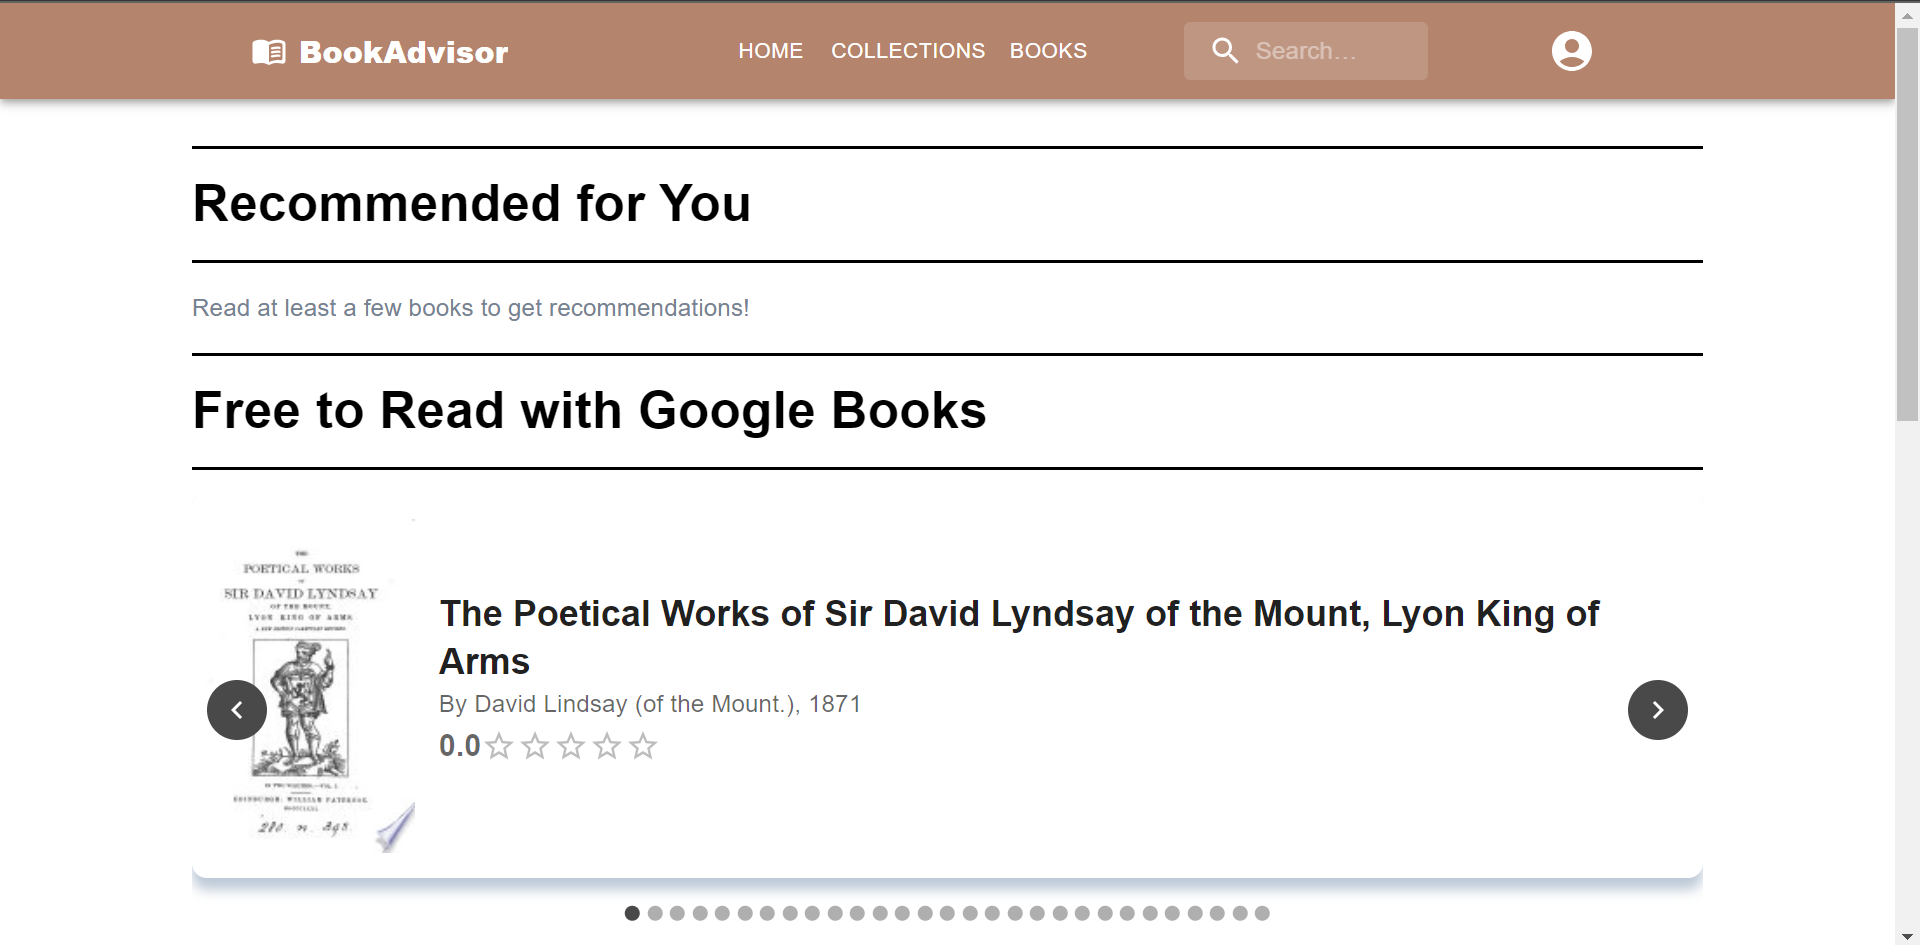 BookAdvisor
HOME COLLECTIONS BOOKS
Search...
Recommended for You
Read at least a few books to get recommendations!
Free to Read with Google Books
THE
POETICAL WORKS
OF
SIR DAVID LYNDSAY
OF THE MOUNT,
LYON KING OF ARMS
The Poetical Works of Sir David Lyndsay of the Mount, Lyon King of
Arms
By David Lindsay (of the Mount.), 1871
0.0
EDINBURGH: WILLIAM PATERSON